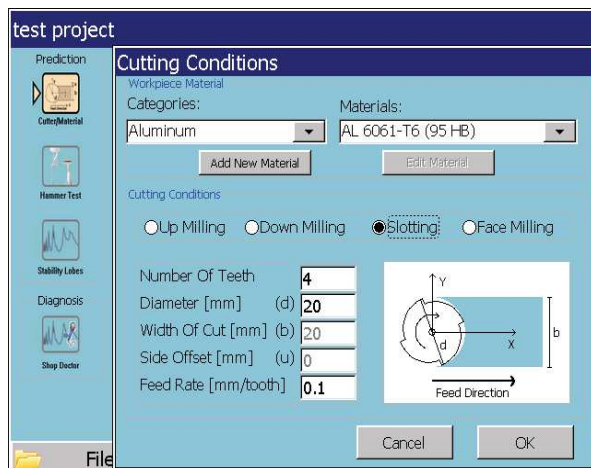 test project
Prediction
Cutter/Material
Hammer Test
Stability Lobes
Diagnosis
Shop Doctor
File
Cutting Conditions
Workpiece Material
Categories:
Materials:
Aluminum
AL 6061-T6 (95 HB)
Add New Material
Edit Material
Cutting Conditions
Up Milling Down Milling Slotting Face Milling
Number Of Teeth 4
Diameter [mm] (d) 20
Width Of Cut [mm] (b) 20
Side Offset [mm] (u) 0
Feed Rate [mm/tooth] 0.1
Y
X
b
d
Feed Direction
Cancel
OK